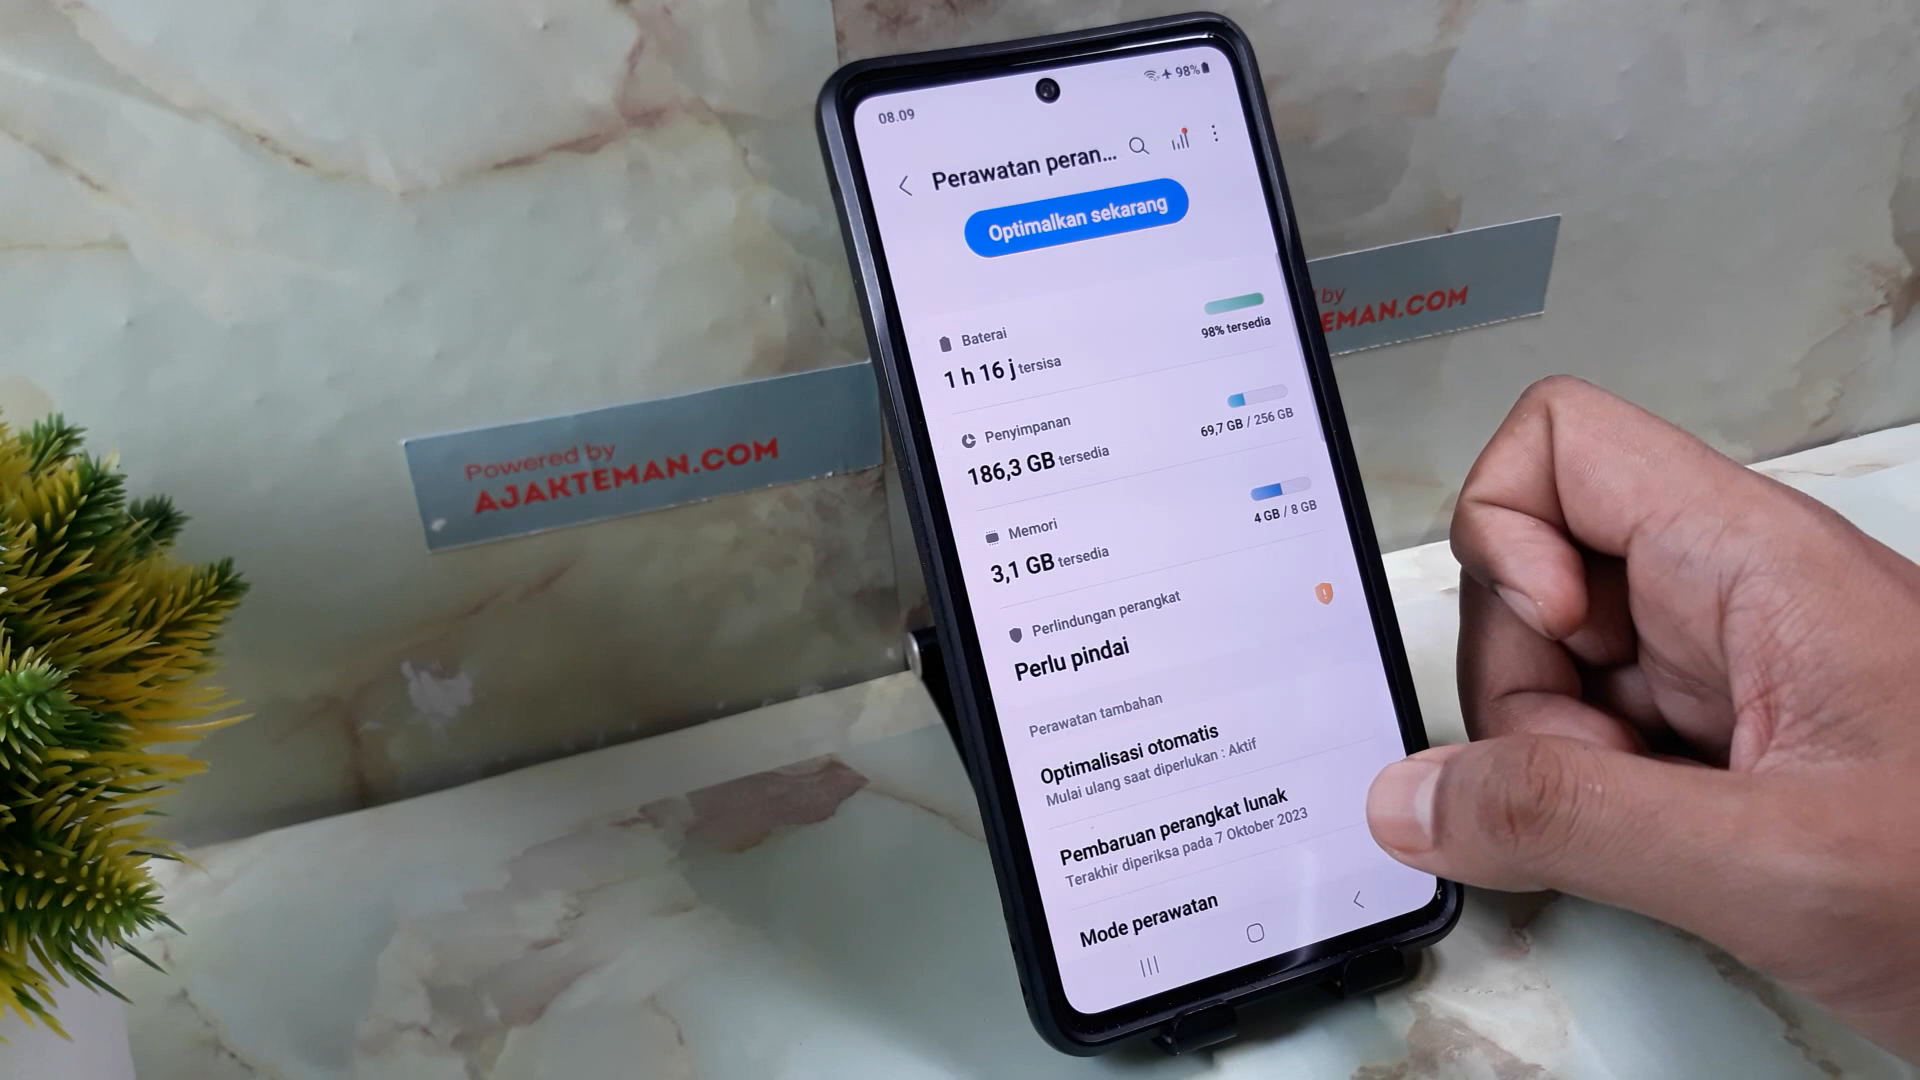 08.09
98%
Perawatan peran...
Optimalkan sekarang
Baterai
1 h 16 j tersisa
98% tersedia
Penyimpanan
186,3 GB tersedia
69,7 GB / 256 GB
Memori
3,1 GB tersedia
4 GB / 8 GB
Perlindungan perangkat
Perlu pindai
Perawatan tambahan
Optimalisasi otomatis
Mulai ulang saat diperlukan : Aktif
Pembaruan perangkat lunak
Terakhir diperiksa pada 7 Oktober 2023
Mode perawatan
Powered by
AJAKTEMAN.COM
by
EMAN.COM